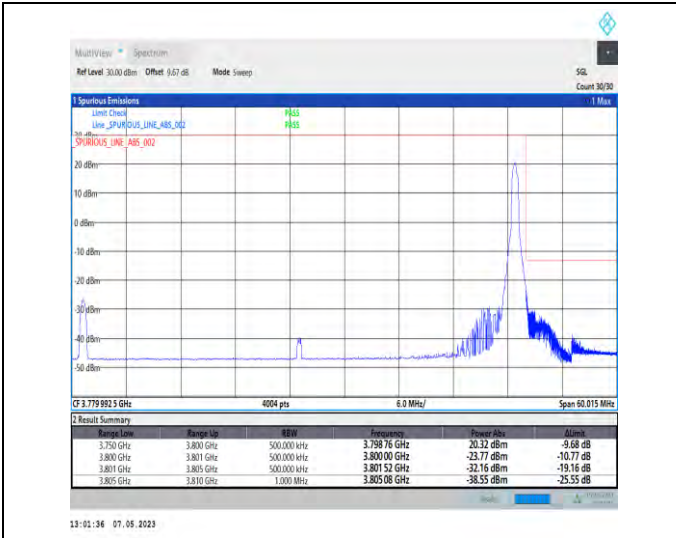 MultiView Spectrum
Ref Level 30.00 dBm Offset 9.67 dB Mode Sweep SGL
Count 30/30
1 Spurious Emissions 1 Max
Limit Check PASS
Line _SPURIOUS_LINE_ABS_002 PASS
_SPURIOUS_LINE_ABS_002
20 dBm
10 dBm
0 dBm
-10 dBm
-20 dBm
-30 dBm
-40 dBm
-50 dBm
CF 3.779 992 5 GHz 4004 pts 6.0 MHz/ Span 60.015 MHz
2 Result Summary
Range Low Range Up RBW Frequency Power Abs ΔLimit
3.750 GHz 3.800 GHz 500.000 kHz 3.798 76 GHz 20.32 dBm -9.68 dB
3.800 GHz 3.801 GHz 500.000 kHz 3.800 00 GHz -23.77 dBm -10.77 dB
3.801 GHz 3.805 GHz 500.000 kHz 3.801 52 GHz -32.16 dBm -19.16 dB
3.805 GHz 3.810 GHz 1.000 MHz 3.805 08 GHz -38.55 dBm -25.55 dB
13:01:36 07.05.2023